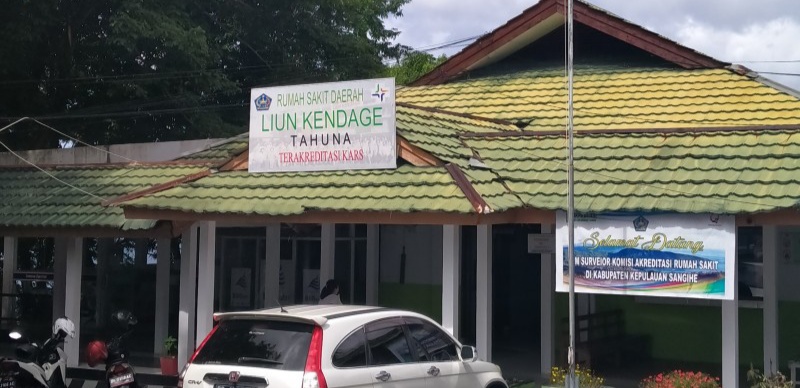 RUMAH SAKIT DAERAH
LIUN KENDAGE
TAHUNA
TERAKREDITASI KARS
Selamat Datang
SURVEIOR KOMISI AKREDITASI RUMAH SAKIT
DI KABUPATEN KEPULAUAN SANGIHE
CR-V